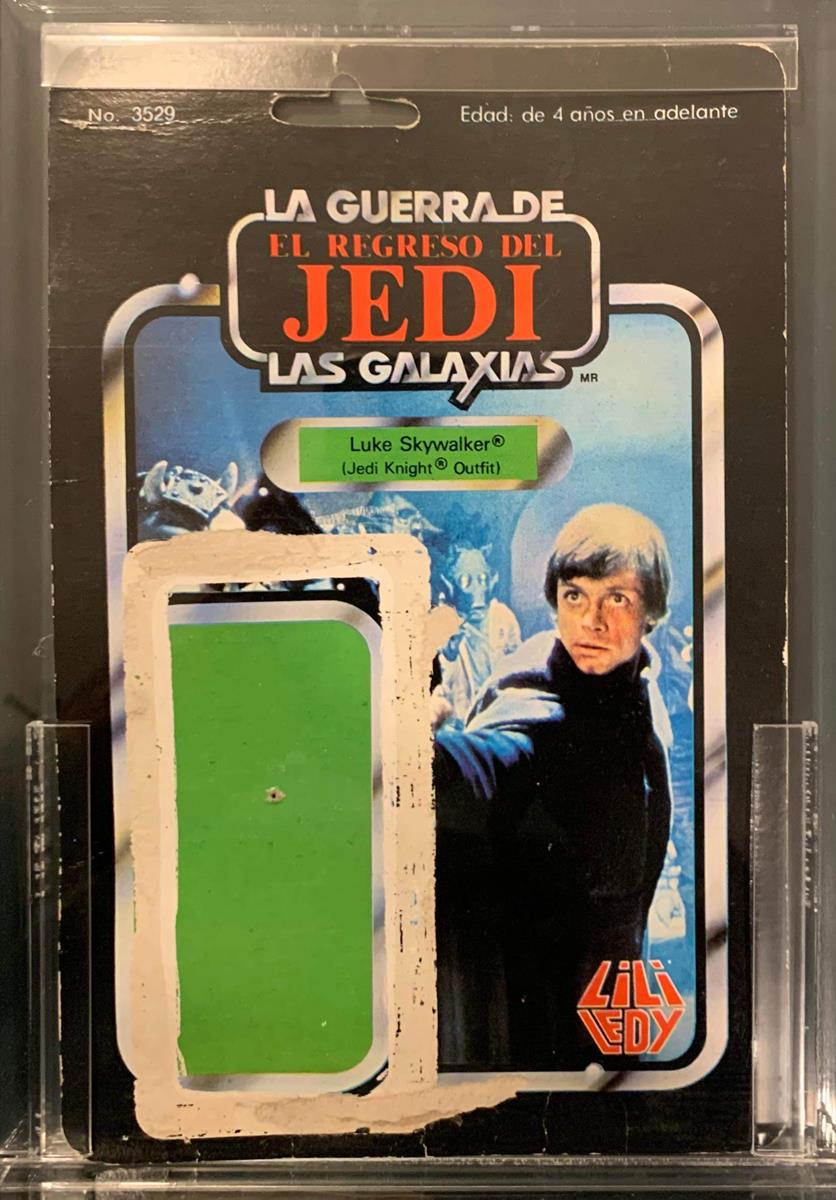 No. 3529
Edad: de 4 años en adelante
LA GUERRA DE
EL REGRESO DEL
JEDI
LAS GALAXIAS
MR
Luke Skywalker®
(Jedi Knight® Outfit)
LiLi
LEDY